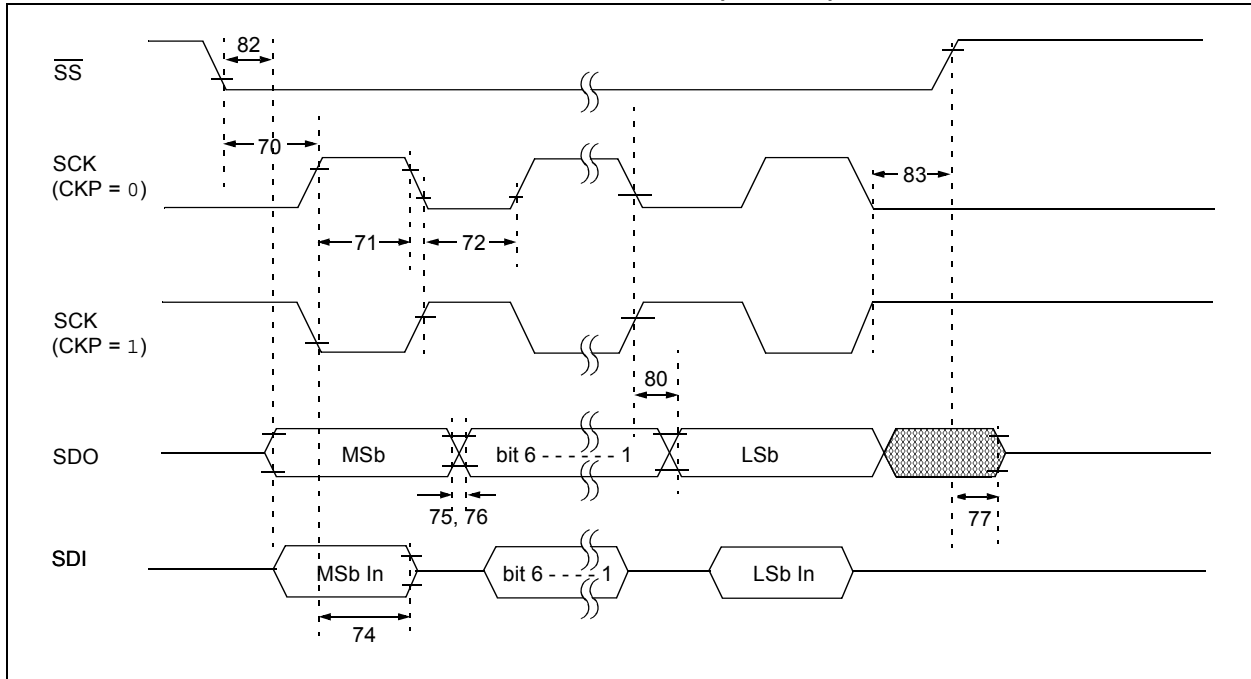 82
SS
70
SCK
(CKP = 0)
83
71
72
SCK
(CKP = 1)
80
SDO
MSb
bit 6 - - - - - - 1
LSb
75, 76
77
SDI
MSb In
bit 6 - - - - 1
LSb In
74